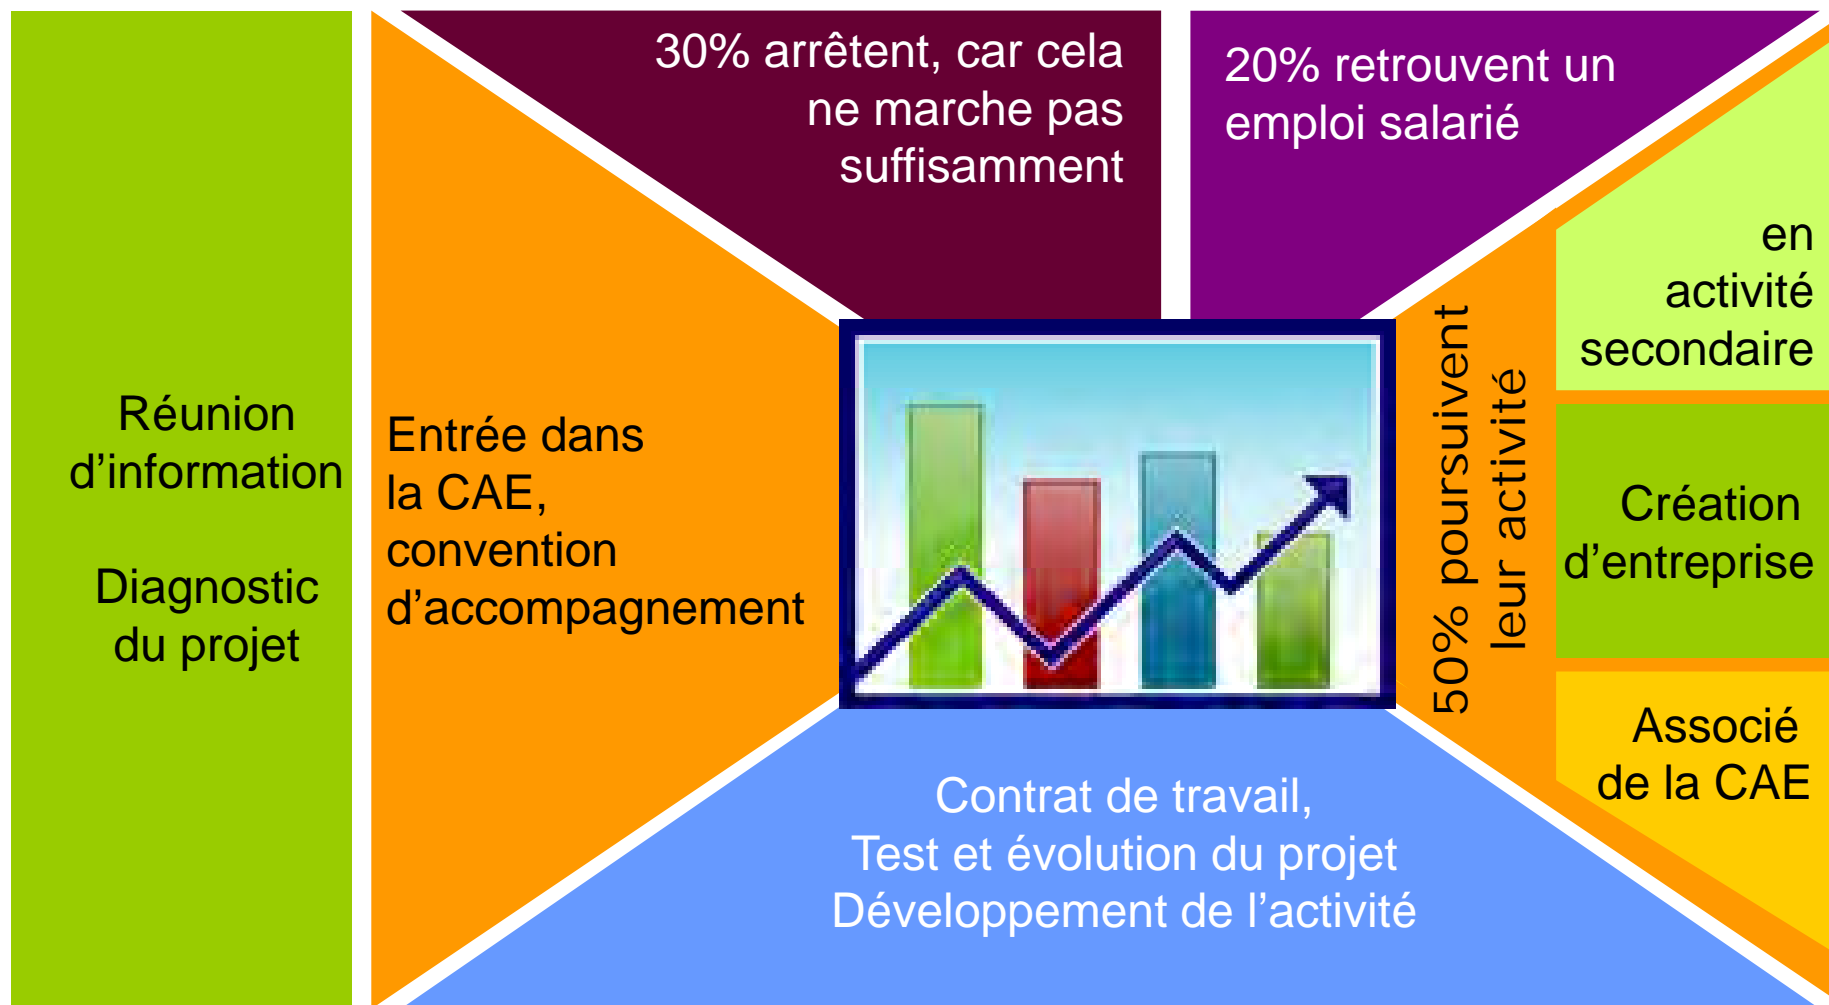 Réunion
d’information
Diagnostic
du projet
Entrée dans
la CAE,
convention
d’accompagnement
30% arrêtent, car cela
ne marche pas
suffisamment
20% retrouvent un
emploi salarié
50% poursuivent
leur activité
en
activité
secondaire
Création
d’entreprise
Associé
de la CAE
Contrat de travail,
Test et évolution du projet
Développement de l’activité